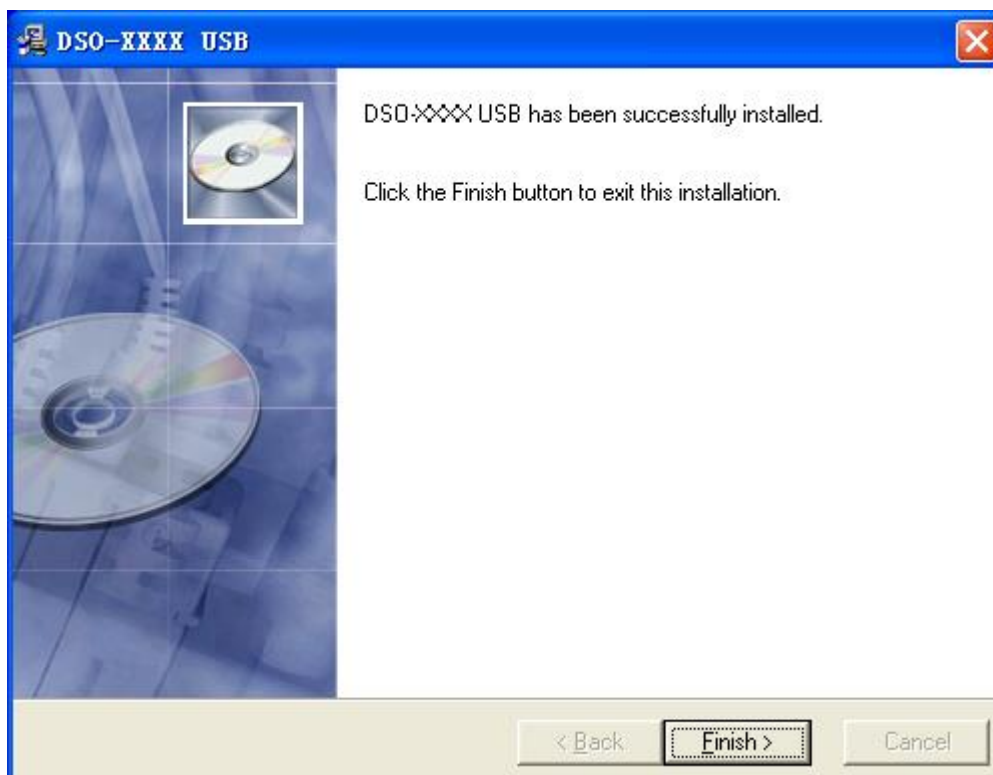 DSO-XXXX USB
DSO-XXXX USB has been successfully installed.
Click the Finish button to exit this installation.
< Back
Finish >
Cancel